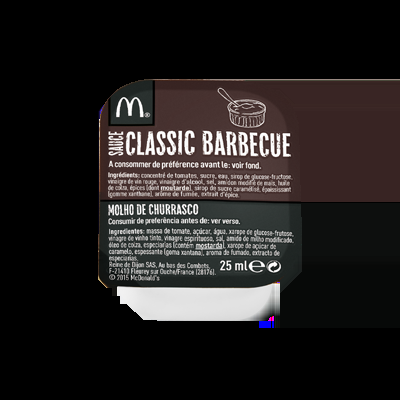 M®
SAUCE
CLASSIC BARBECUE
A consommer de préférence avant le: voir fond.
Ingrédients: concentré de tomates, sucre, eau, sirop de glucose-fructose,
vinaigre de vin rouge, vinaigre d'alcool, sel, amidon modifié de maïs, huile
de colza, épices (dont moutarde), sirop de sucre caramélisé, épaississant
(gomme xanthane), arôme de fumée, extrait d'épice.
MOLHO DE CHURRASCO
Consumir de preferência antes de: ver verso.
Ingredientes: massa de tomate, açúcar, água, xarope de glucose-frutose,
vinagre de vinho tinto, vinagre espirituoso, sal, amido de milho modificado,
óleo de colza, especiarias (contém mostarda), xarope de açúcar de
caramelo, espessante (goma xantana), aroma de fumado, extracto de
especiarias.
Reine de Dijon SAS, Au bas des Combets,
F-21410 Fleurey sur Ouche/France (28176).
© 2015 McDonald's
25 ml e